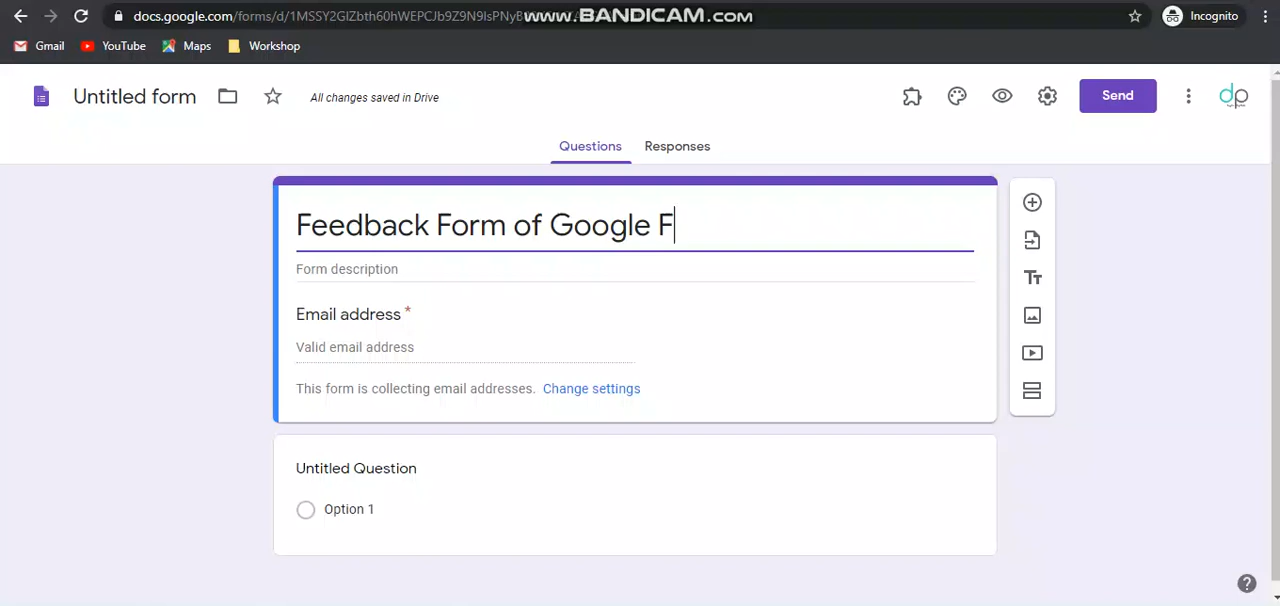 docs.google.com/forms/d/1MSSY2GlZbth60hWEPCJb9Z9N9lsPNyB
www.BANDICAM.com
Incognito
Gmail
YouTube
Maps
Workshop
Untitled form
All changes saved in Drive
Send
dp
Questions
Responses
Feedback Form of Google F
Form description
Email address *
Valid email address
This form is collecting email addresses. Change settings
Untitled Question
Option 1